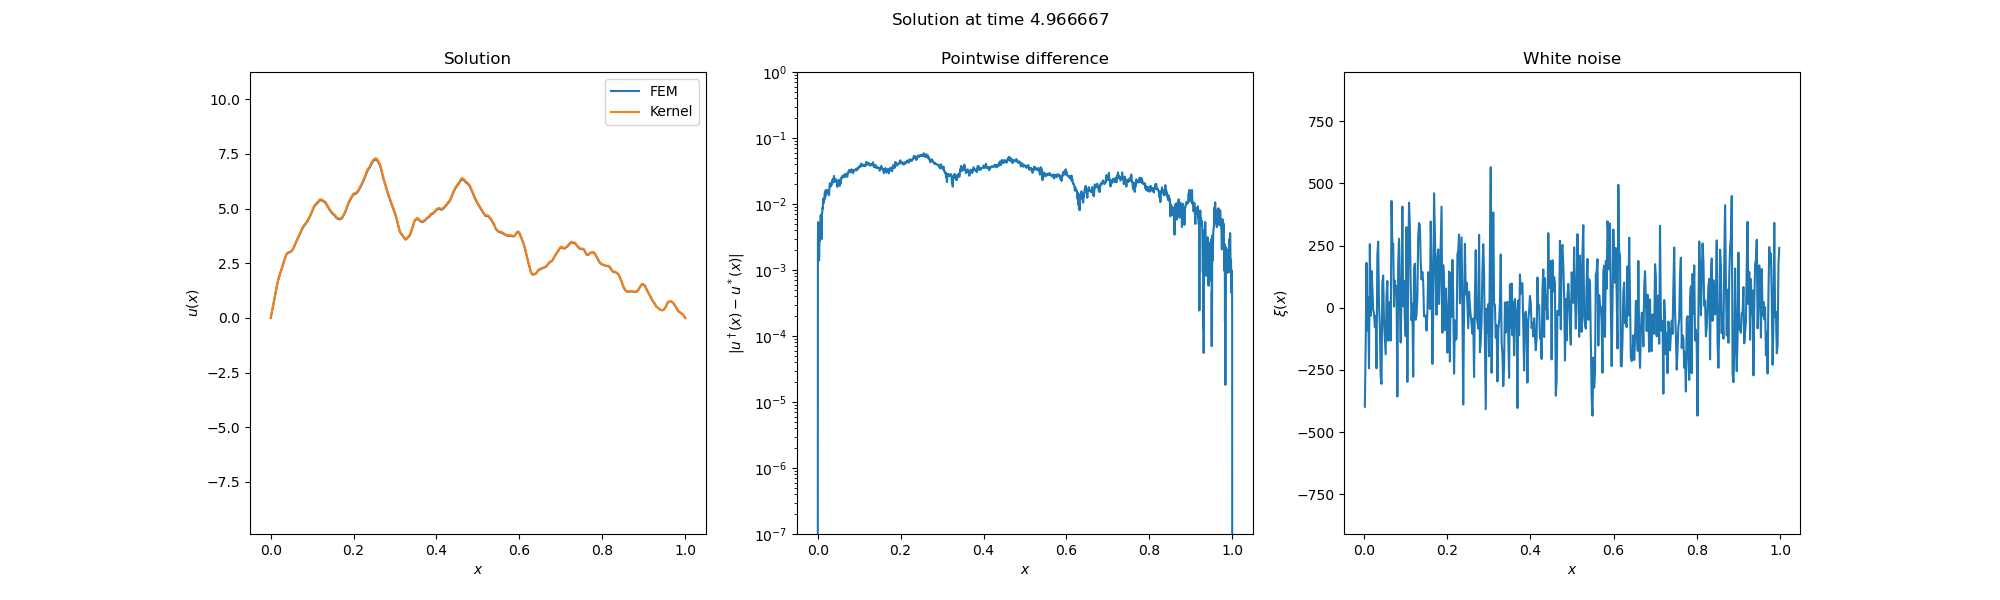 Solution at time 4.966667
Solution
10.0
7.5
5.0
2.5
0.0
−2.5
−5.0
−7.5
u(x)
FEM
Kernel
0.0 0.2 0.4 0.6 0.8 1.0
x
Pointwise difference
10⁰
10⁻¹
10⁻²
10⁻³
10⁻⁴
10⁻⁵
10⁻⁶
10⁻⁷
|u†(x) − u*(x)|
0.0 0.2 0.4 0.6 0.8 1.0
x
White noise
750
500
250
0
−250
−500
−750
ξ(x)
0.0 0.2 0.4 0.6 0.8 1.0
x